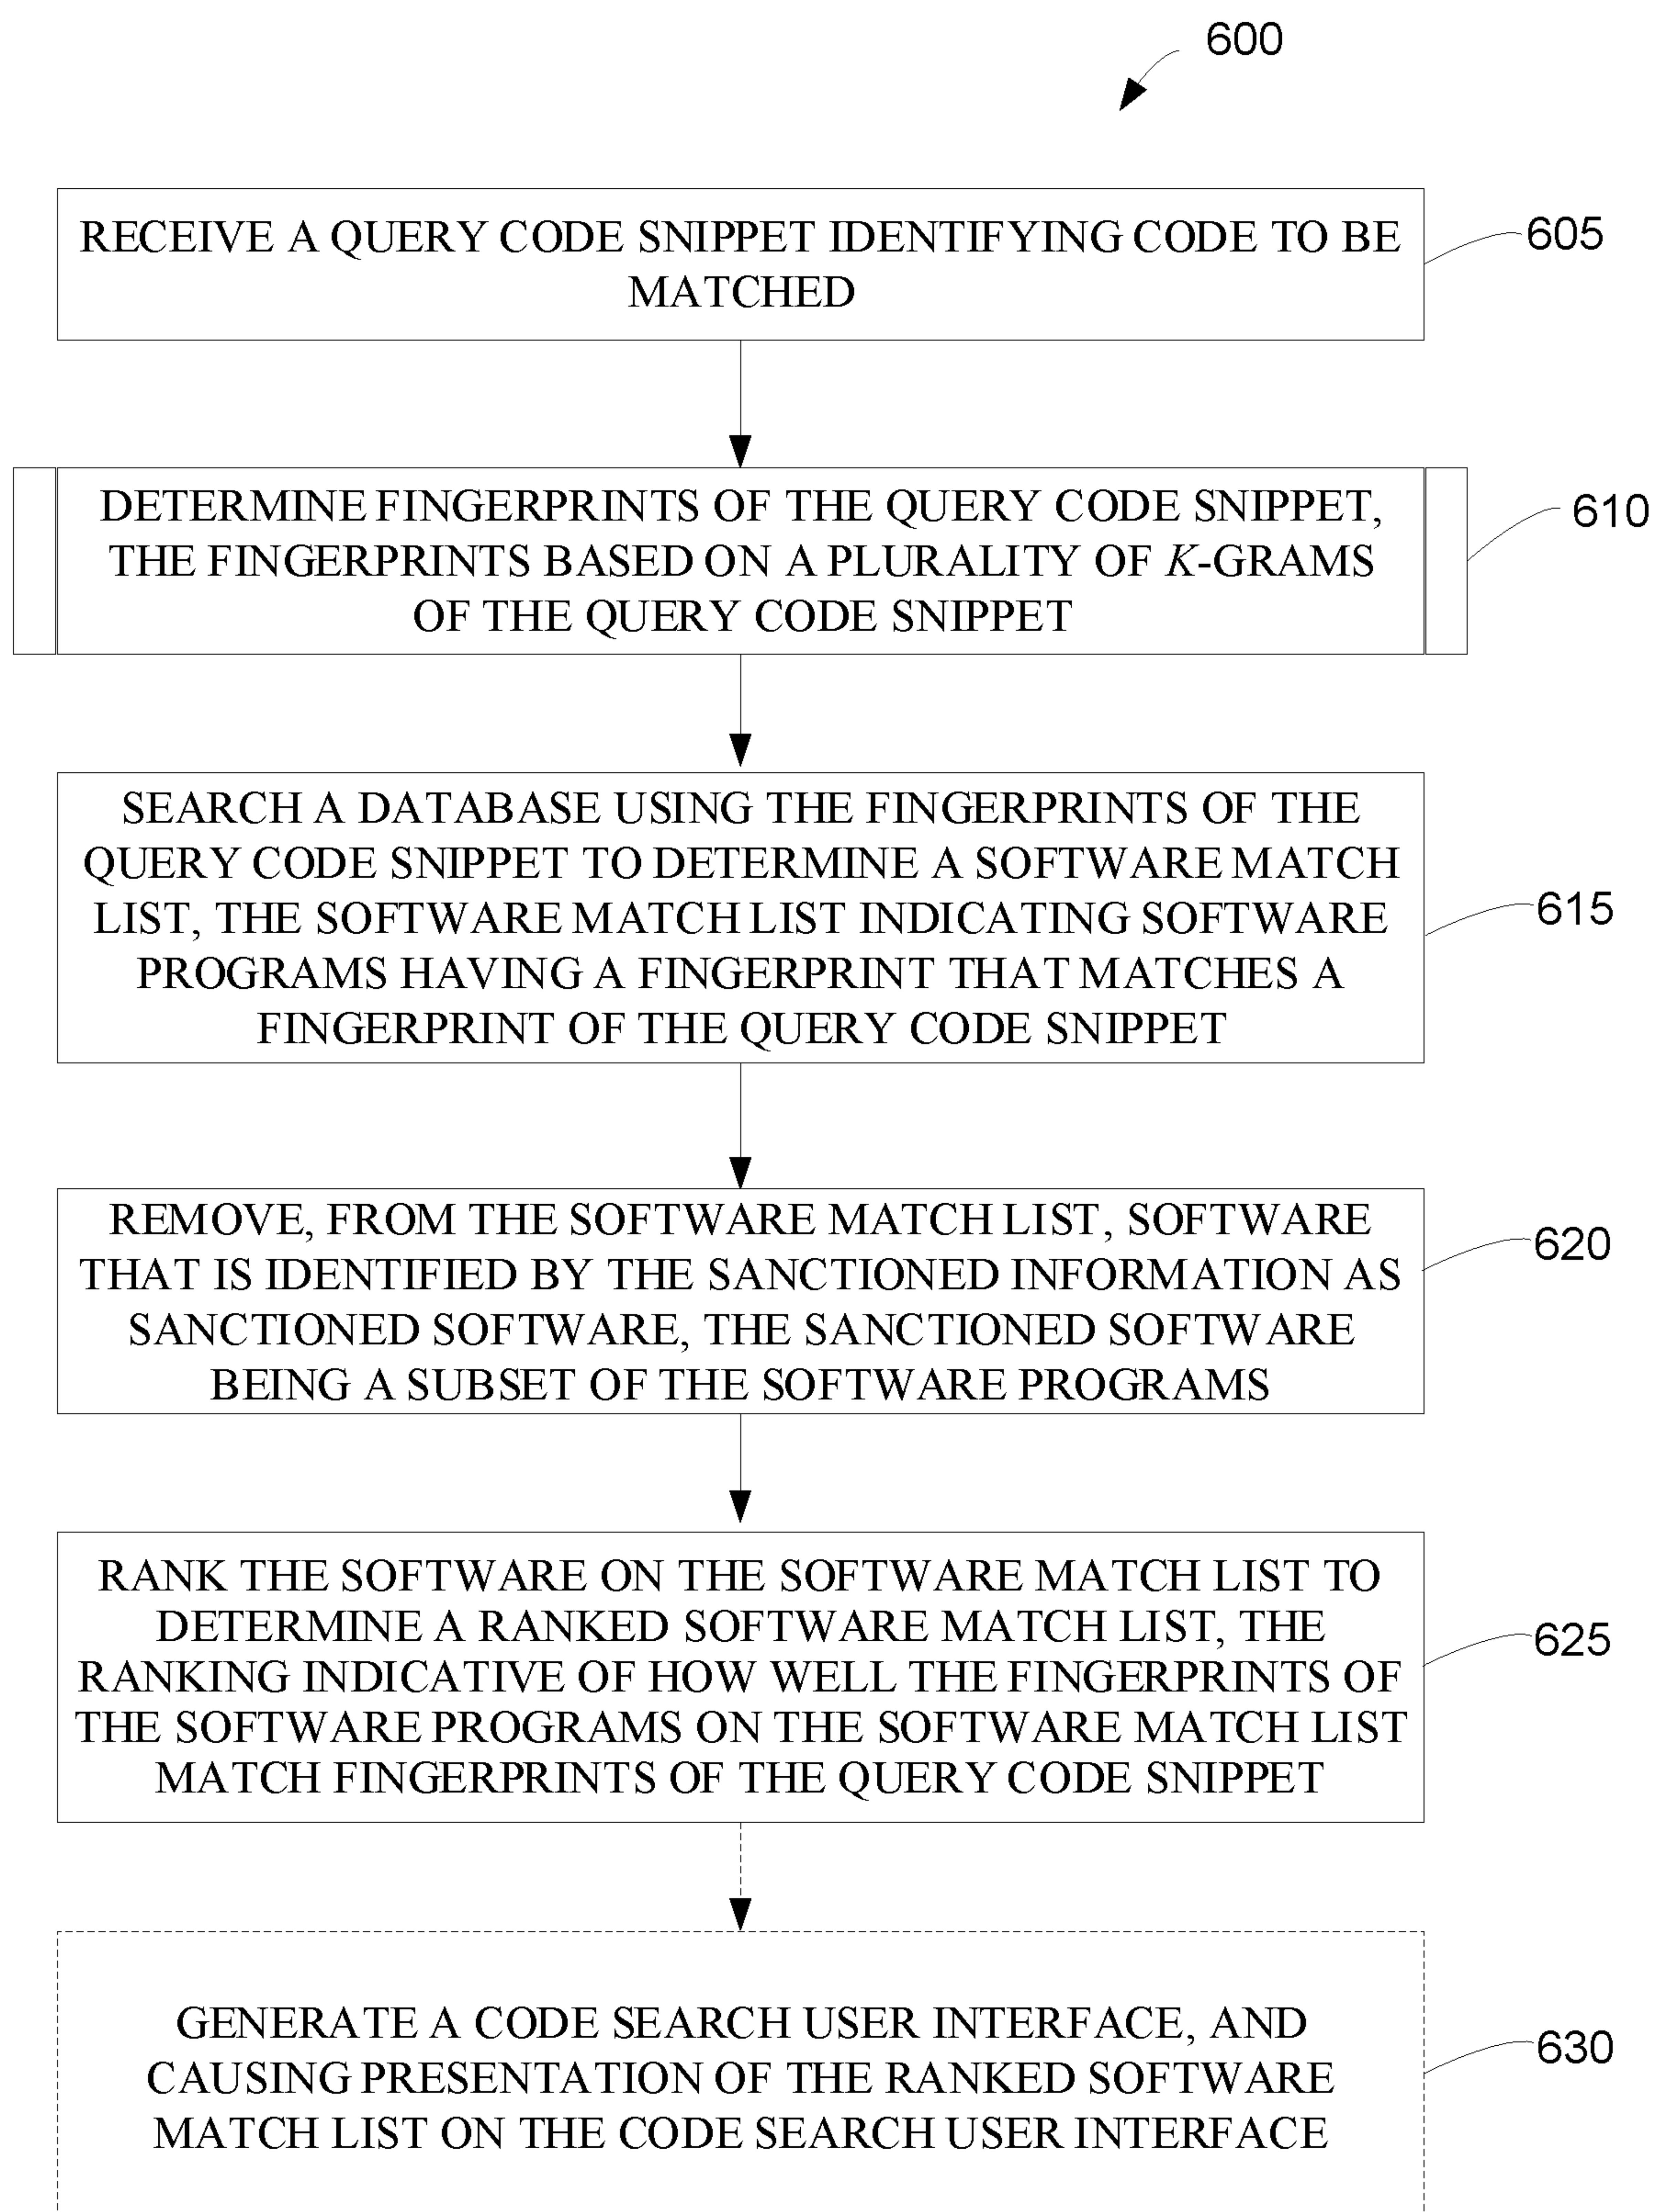 600
RECEIVE A QUERY CODE SNIPPET IDENTIFYING CODE TO BE
MATCHED
605
DETERMINE FINGERPRINTS OF THE QUERY CODE SNIPPET,
THE FINGERPRINTS BASED ON A PLURALITY OF K-GRAMS
OF THE QUERY CODE SNIPPET
610
SEARCH A DATABASE USING THE FINGERPRINTS OF THE
QUERY CODE SNIPPET TO DETERMINE A SOFTWARE MATCH
LIST, THE SOFTWARE MATCH LIST INDICATING SOFTWARE
PROGRAMS HAVING A FINGERPRINT THAT MATCHES A
FINGERPRINT OF THE QUERY CODE SNIPPET
615
REMOVE, FROM THE SOFTWARE MATCH LIST, SOFTWARE
THAT IS IDENTIFIED BY THE SANCTIONED INFORMATION AS
SANCTIONED SOFTWARE, THE SANCTIONED SOFTWARE
BEING A SUBSET OF THE SOFTWARE PROGRAMS
620
RANK THE SOFTWARE ON THE SOFTWARE MATCH LIST TO
DETERMINE A RANKED SOFTWARE MATCH LIST, THE
RANKING INDICATIVE OF HOW WELL THE FINGERPRINTS OF
THE SOFTWARE PROGRAMS ON THE SOFTWARE MATCH LIST
MATCH FINGERPRINTS OF THE QUERY CODE SNIPPET
625
GENERATE A CODE SEARCH USER INTERFACE, AND
CAUSING PRESENTATION OF THE RANKED SOFTWARE
MATCH LIST ON THE CODE SEARCH USER INTERFACE
630